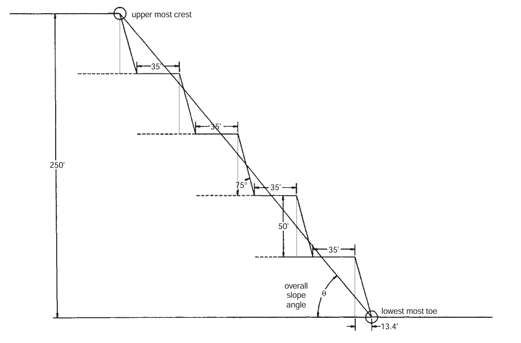 upper most crest
35'
35'
250'
75°
35'
50'
35'
overall
slope
angle
θ
lowest most toe
13.4'